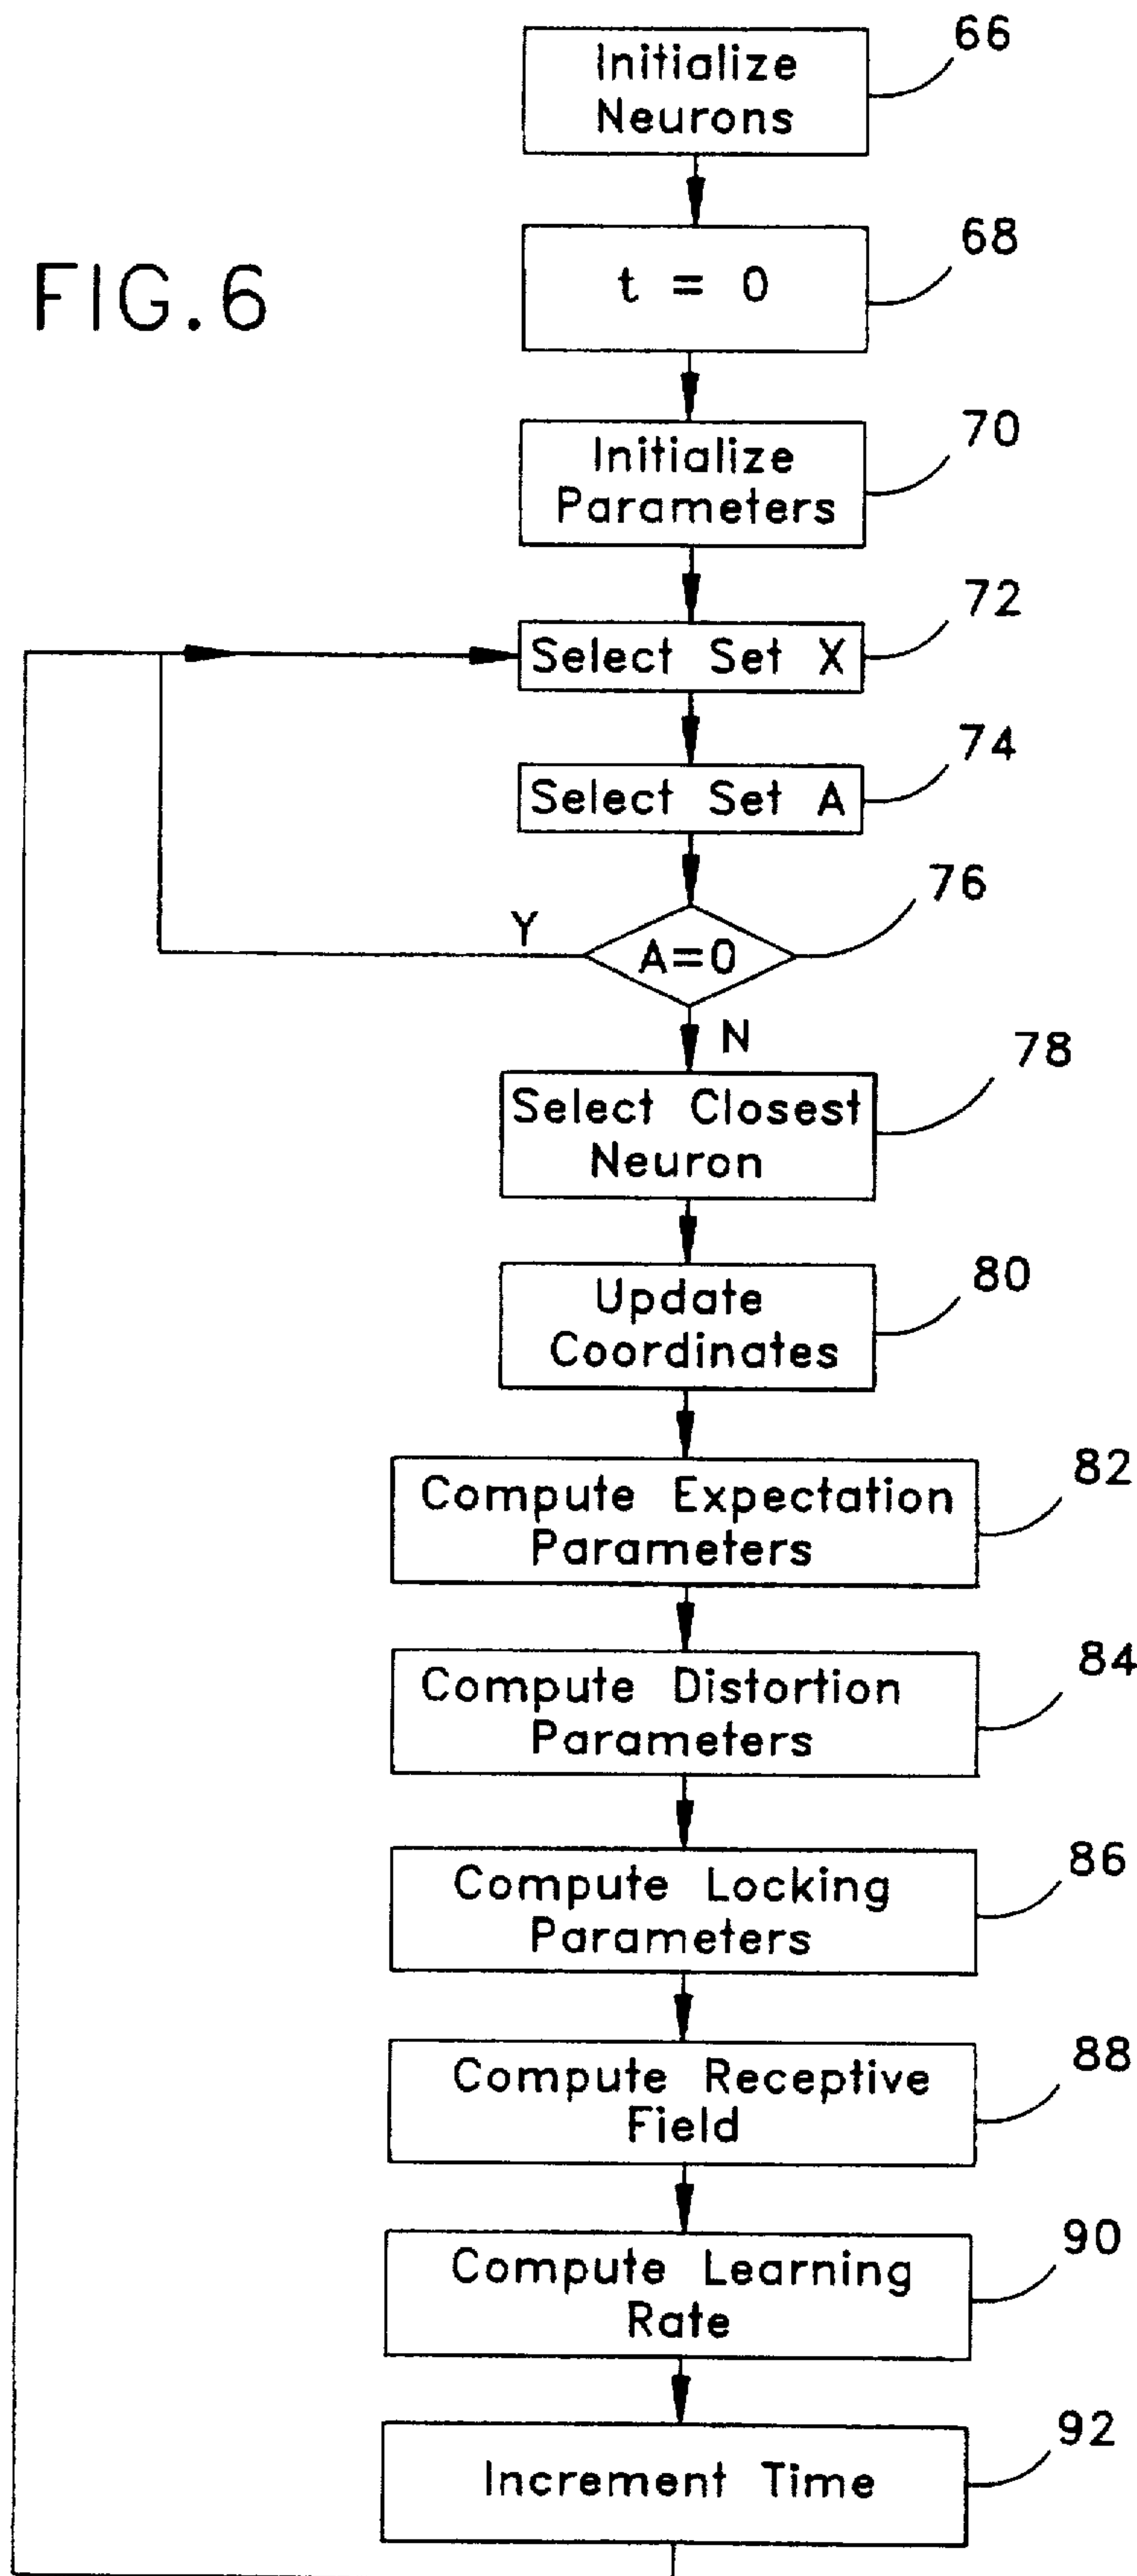 Initialize
Neurons
66
FIG.6
t = 0
68
Initialize
Parameters
70
Select Set X
72
Select Set A
74
A=0
76
Y
N
Select Closest
Neuron
78
Update
Coordinates
80
Compute Expectation
Parameters
82
Compute Distortion
Parameters
84
Compute Locking
Parameters
86
Compute Receptive
Field
88
Compute Learning
Rate
90
Increment Time
92